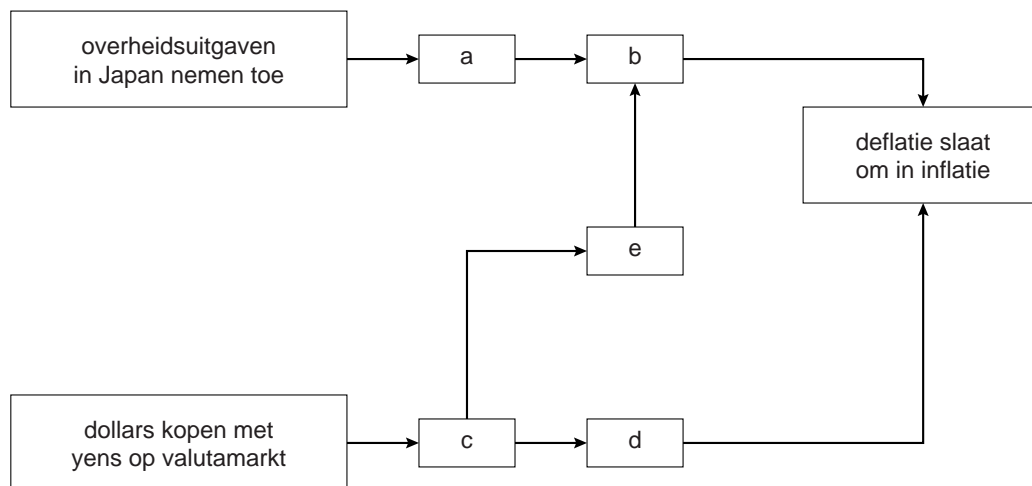 overheidsuitgaven
in Japan nemen toe
a
b
deflatie slaat
om in inflatie
e
dollars kopen met
yens op valutamarkt
c
d